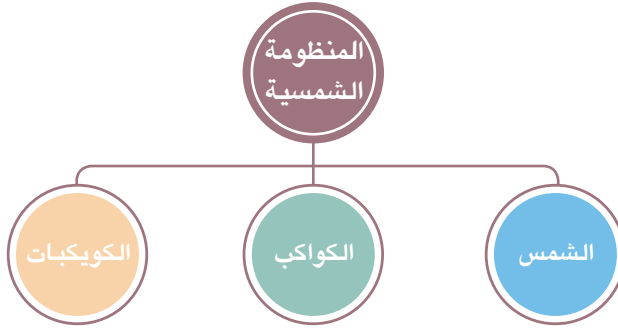 المنظومة
الشمسية
الشمس
الكواكب
الكويكبات